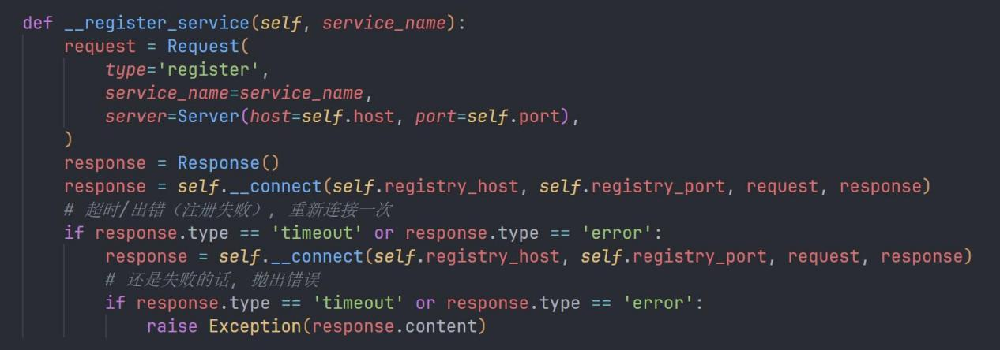 def __register_service(self, service_name):
    request = Request(
        type='register',
        service_name=service_name,
        server=Server(host=self.host, port=self.port),
    )
    response = Response()
    response = self.__connect(self.registry_host, self.registry_port, request, response)
    # 超时/出错（注册失败），重新连接一次
    if response.type == 'timeout' or response.type == 'error':
        response = self.__connect(self.registry_host, self.registry_port, request, response)
        # 还是失败的话，抛出错误
        if response.type == 'timeout' or response.type == 'error':
            raise Exception(response.content)